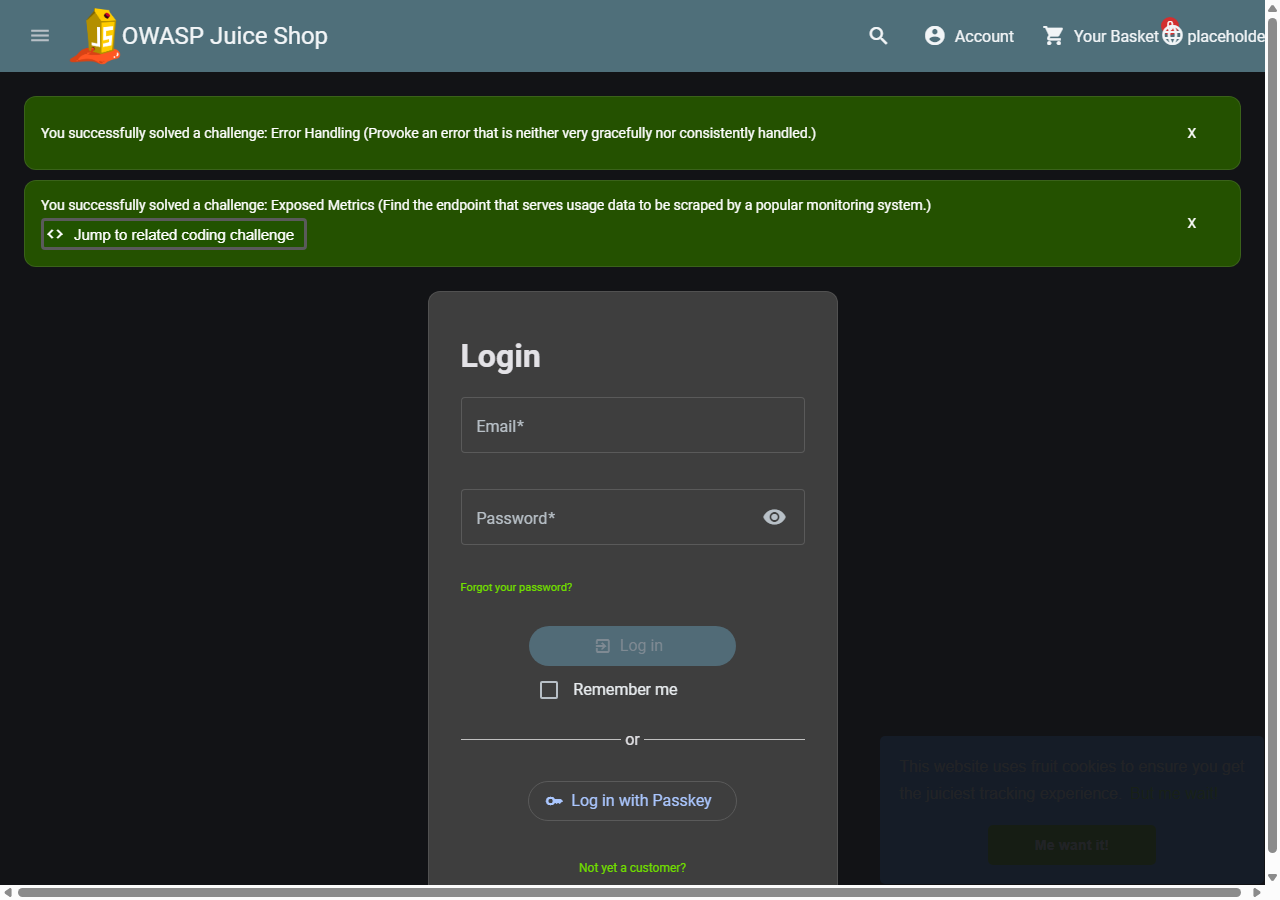 JS OWASP Juice Shop
Account
Your Basket
0
placeholde
You successfully solved a challenge: Error Handling (Provoke an error that is neither very gracefully nor consistently handled.)
X
You successfully solved a challenge: Exposed Metrics (Find the endpoint that serves usage data to be scraped by a popular monitoring system.)
<> Jump to related coding challenge
X
Login
Email*
Password*
Forgot your password?
Log in
Remember me
or
Log in with Passkey
Not yet a customer?
This website uses fruit cookies to ensure you get
the juiciest tracking experience.
Me want it!